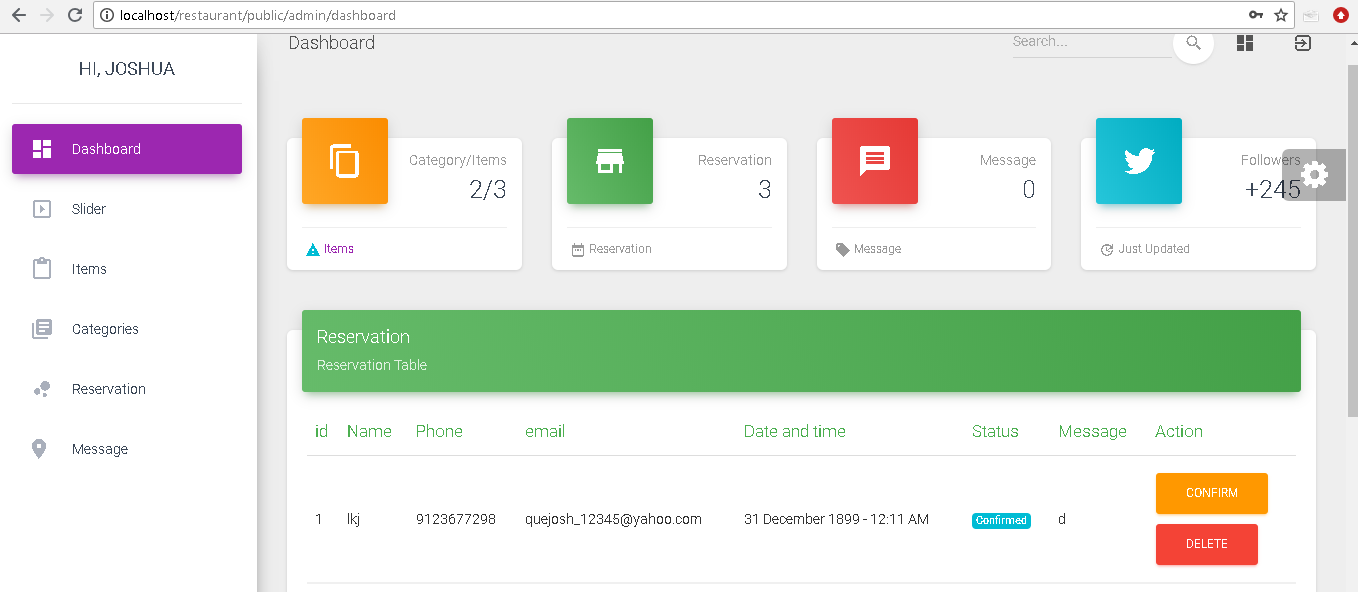 localhost/restaurant/public/admin/dashboard
HI, JOSHUA
Dashboard
Slider
Items
Categories
Reservation
Message
Dashboard
Search...
Category/Items
2/3
Items
Reservation
3
Reservation
Message
0
Message
Followers
+245
Just Updated
Reservation
Reservation Table
id Name Phone email Date and time Status Message Action
1 lkj 9123677298 quejosh_12345@yahoo.com 31 December 1899 - 12:11 AM Confirmed d CONFIRM
DELETE